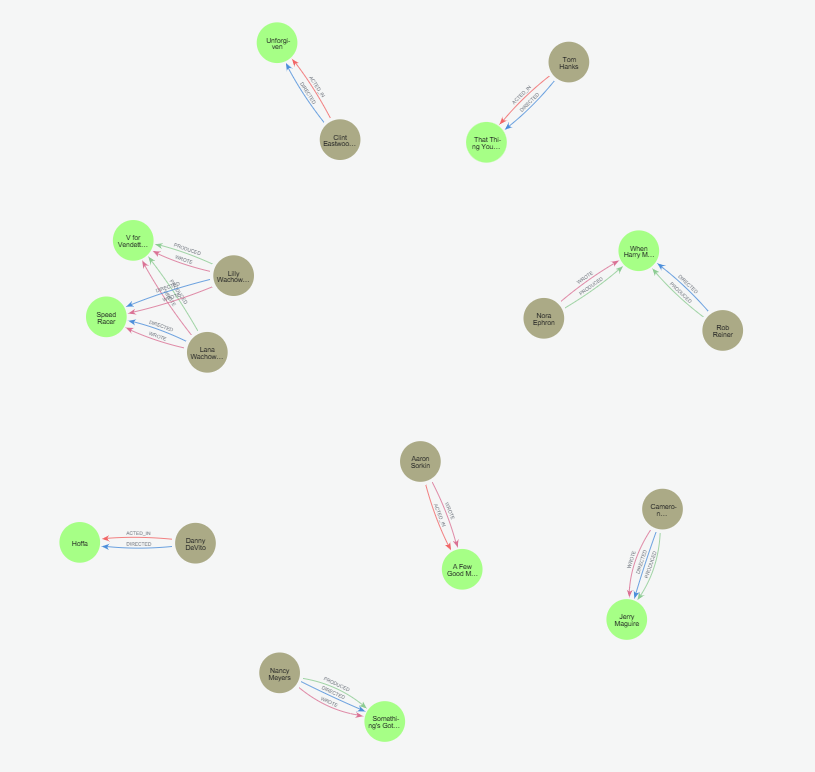 Unforgi-
ven
ACTED_IN
DIRECTED
Clint
Eastwoo...
Tom
Hanks
ACTED_IN
DIRECTED
That Thi-
ng You...
V for
Vendett...
PRODUCED
WROTE
Lilly
Wachow...
DIRECTED
WROTE
Speed
Racer
DIRECTED
WROTE
Lana
Wachow...
When
Harry M...
WROTE
PRODUCED
DIRECTED
PRODUCED
Nora
Ephron
Rob
Reiner
Aaron
Sorkin
WROTE
ACTED_IN
A Few
Good M...
Camero-
n...
WROTE
DIRECTED
PRODUCED
Jerry
Maguire
Hoffa
ACTED_IN
DIRECTED
Danny
DeVito
Nancy
Meyers
PRODUCED
DIRECTED
WROTE
Somethi-
ng's Got...